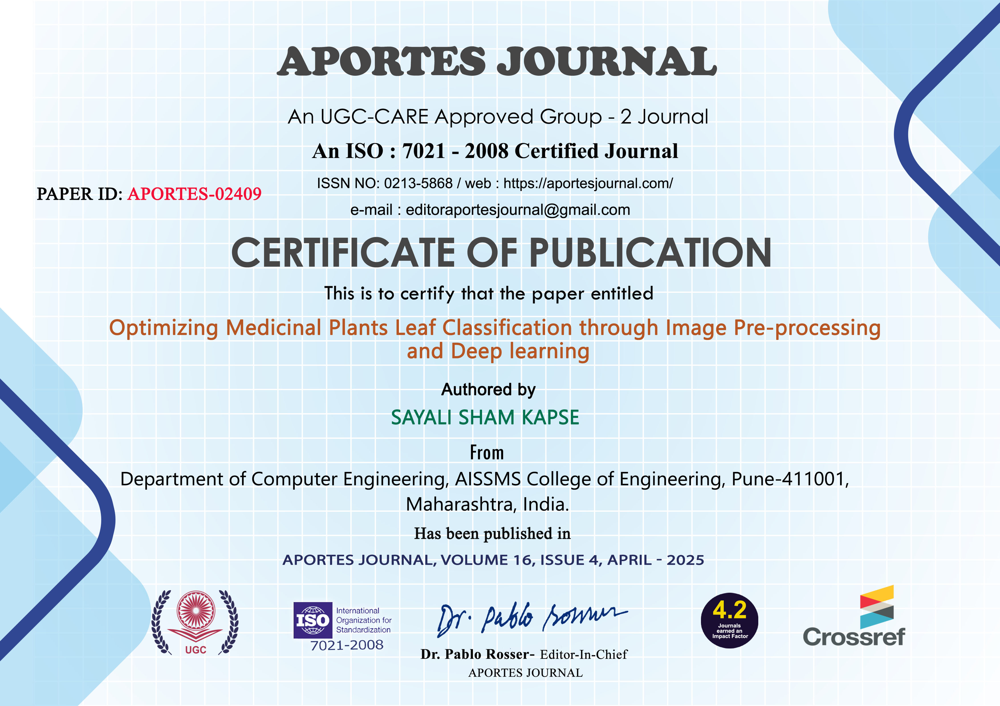 APORTES JOURNAL
An UGC-CARE Approved Group - 2 Journal
An ISO : 7021 - 2008 Certified Journal
ISSN NO: 0213-5868 / web : https://aportesjournal.com/
PAPER ID: APORTES-02409
e-mail : editoraportesjournal@gmail.com
CERTIFICATE OF PUBLICATION
This is to certify that the paper entitled
Optimizing Medicinal Plants Leaf Classification through Image Pre-processing
and Deep learning
Authored by
SAYALI SHAM KAPSE
From
Department of Computer Engineering, AISSMS College of Engineering, Pune-411001,
Maharashtra, India.
Has been published in
APORTES JOURNAL, VOLUME 16, ISSUE 4, APRIL - 2025
UGC
ISO
International
Organization for
Standardization
7021-2008
Dr. Pablo Rosser
Dr. Pablo Rosser- Editor-In-Chief
APORTES JOURNAL
4.2
Journals
earned an
Impact Factor
Crossref